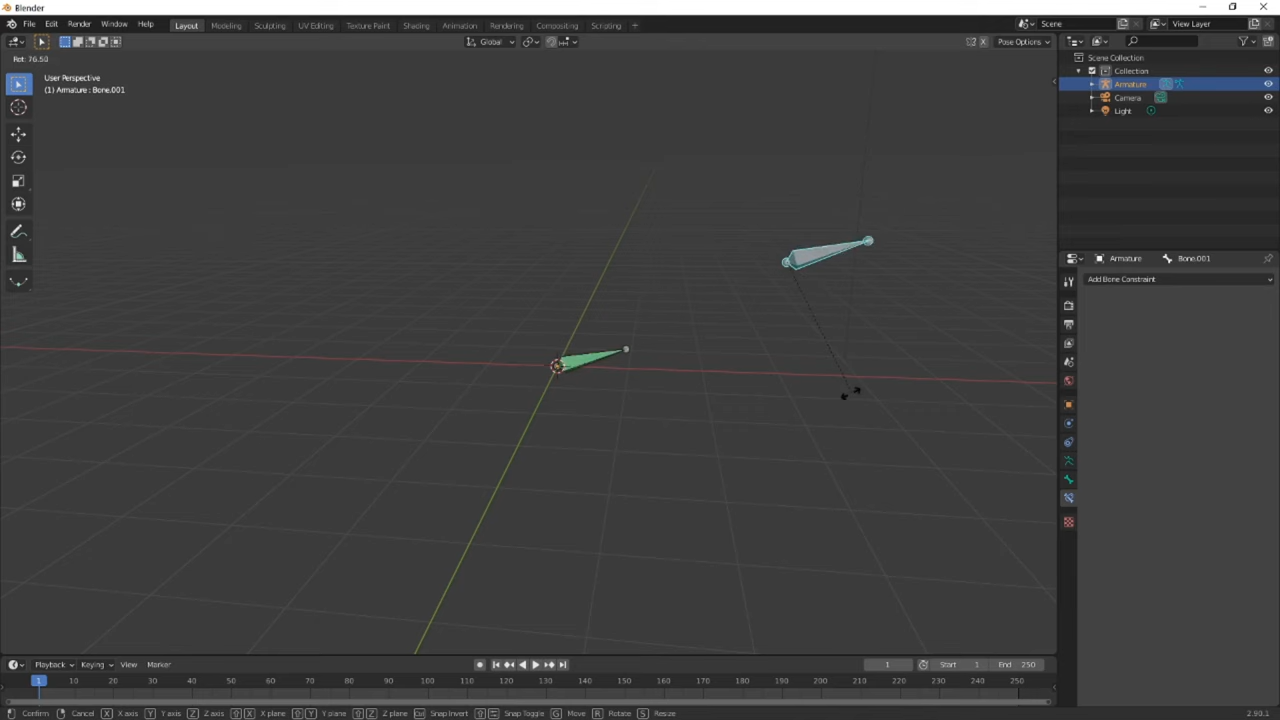 Blender
File Edit Render Window Help Layout Modeling Sculpting UV Editing Texture Paint Shading Animation Rendering Compositing Scripting + Scene View Layer
Global Pose Options
Rot: 76.50
User Perspective
(1) Armature : Bone.001
Scene Collection
Collection
Armature
Camera
Light
Armature Bone.001
Add Bone Constraint
Playback Keying View Marker 1 Start 1 End 250
1 10 20 30 40 50 60 70 80 90 100 110 120 130 140 150 160 170 180 190 200 210 220 230 240 250
Confirm Cancel X X axis Y Y axis Z Z axis X X plane Y Y plane Z Z plane Snap Invert Snap Toggle G Move R Rotate S Resize 2.90.1